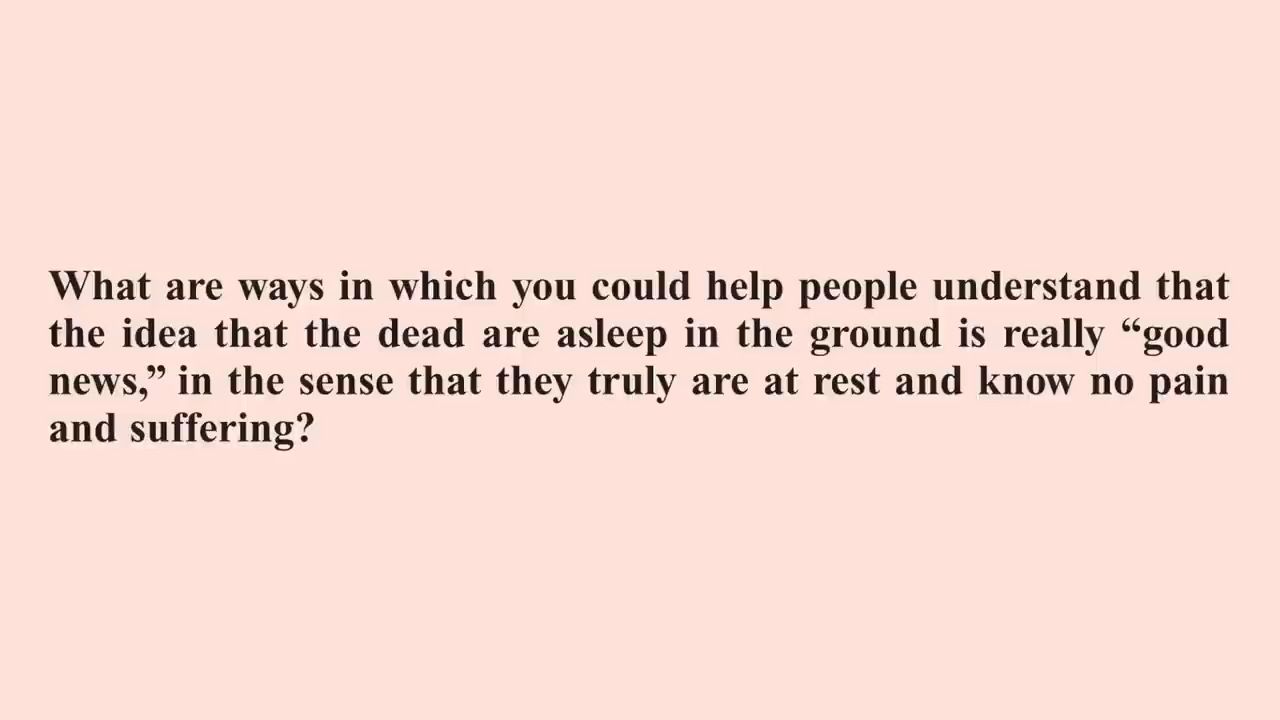 What are ways in which you could help people understand that
the idea that the dead are asleep in the ground is really “good
news,” in the sense that they truly are at rest and know no pain
and suffering?